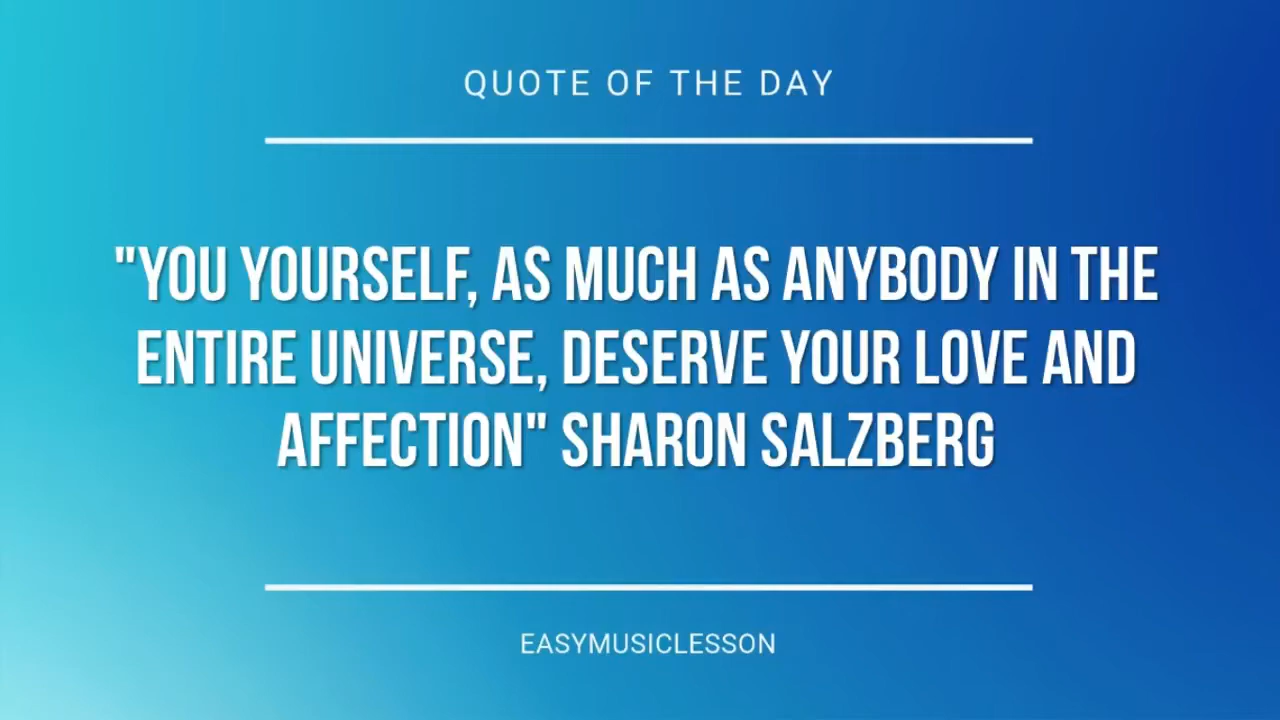 QUOTE OF THE DAY
"YOU YOURSELF, AS MUCH AS ANYBODY IN THE
ENTIRE UNIVERSE, DESERVE YOUR LOVE AND
AFFECTION" SHARON SALZBERG
EASYMUSICLESSON